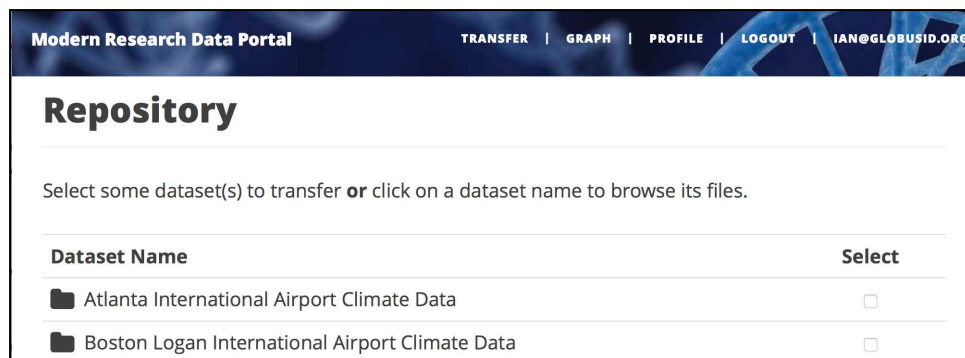 Modern Research Data Portal TRANSFER | GRAPH | PROFILE | LOGOUT | IAN@GLOBUSID.ORG
Repository
Select some dataset(s) to transfer or click on a dataset name to browse its files.
Dataset Name Select
Atlanta International Airport Climate Data
Boston Logan International Airport Climate Data